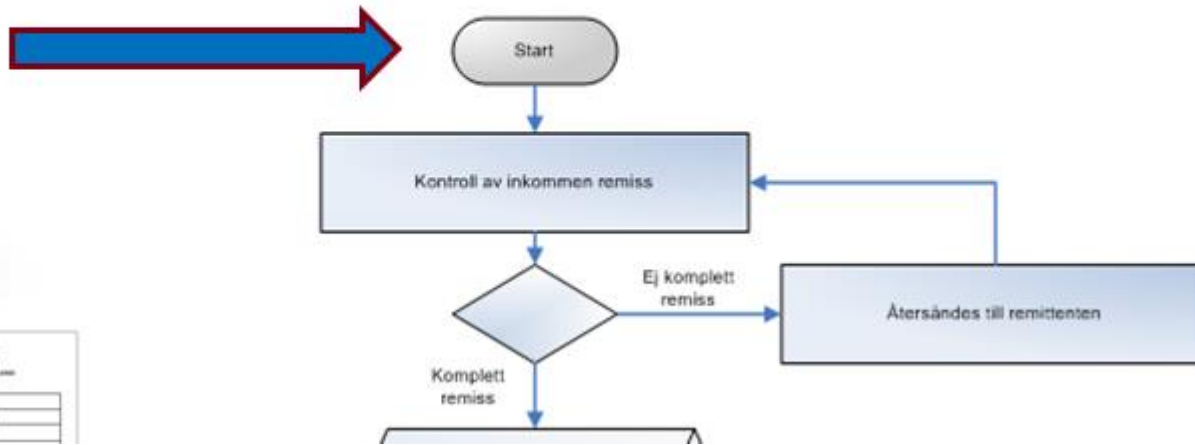 Start
Kontroll av inkommen remiss
Ej komplett
remiss
Återsändes till remittenten
Komplett
remiss